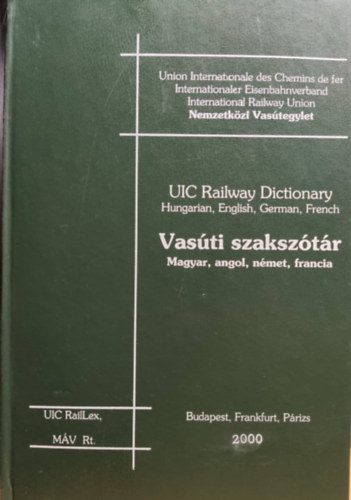 Union Internationale des Chemins de fer
Internationaler Eisenbahnverband
International Railway Union
Nemzetközi Vasútegylet
UIC Railway Dictionary
Hungarian, English, German, French
Vasúti szakszótár
Magyar, angol, német, francia
UIC RailLex,
MÁV Rt.
Budapest, Frankfurt, Párizs
2000